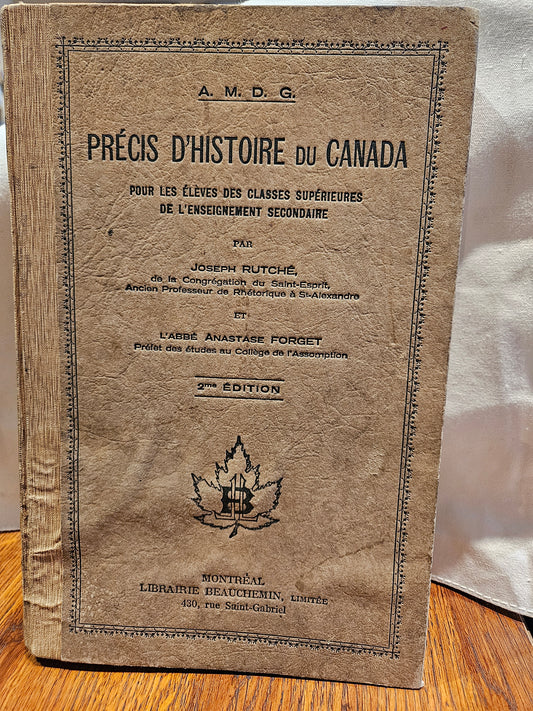 A. M. D. G.
PRÉCIS D'HISTOIRE DU CANADA
POUR LES ÉLÈVES DES CLASSES SUPÉRIEURES
DE L'ENSEIGNEMENT SECONDAIRE
PAR
JOSEPH RUTCHÉ,
de la Congrégation du Saint-Esprit,
Ancien Professeur de Rhétorique à St-Alexandre
ET
L'ABBÉ ANASTASE FORGET
Préfet des études au Collège de l'Assomption
2me ÉDITION
LB
MONTRÉAL
LIBRAIRIE BEAUCHEMIN, LIMITÉE
430, rue Saint-Gabriel